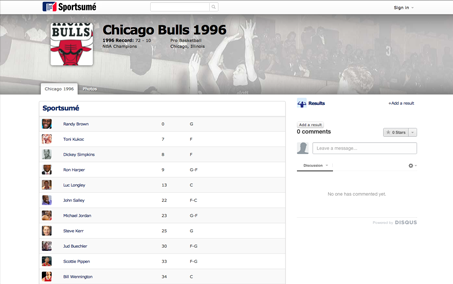 Sportsumé
Sign in
CHICAGO
BULLS
Chicago Bulls 1996
1996 Record: 72 - 10
Pro Basketball
NBA Champions
Chicago, Illinois
Chicago 1996
Photos
Sportsumé
Randy Brown 0 G
Toni Kukoc 7 F
Dickey Simpkins 8 F
Ron Harper 9 G-F
Luc Longley 13 C
John Salley 22 F-C
Michael Jordan 23 G-F
Steve Kerr 25 G
Jud Buechler 30 F-G
Scottie Pippen 33 F-G
Bill Wennington 34 C
Results
+Add a result
Add a result
0 comments
0 Stars
Leave a message...
Discussion
No one has commented yet.
Powered by DISQUS